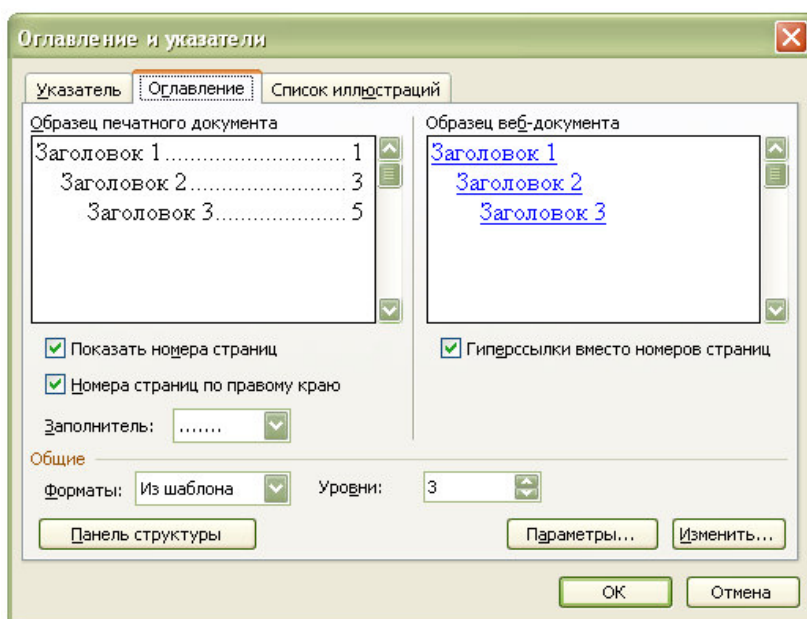 Оглавление и указатели
Указатель Оглавление Список иллюстраций
Образец печатного документа
Заголовок 1........................ 1
Заголовок 2.................... 3
Заголовок 3................. 5
Образец веб-документа
Заголовок 1
Заголовок 2
Заголовок 3
Показать номера страниц
Номера страниц по правому краю
Заполнитель: .......
Гиперссылки вместо номеров страниц
Общие
Форматы: Из шаблона Уровни: 3
Панель структуры Параметры... Изменить...
ОК Отмена